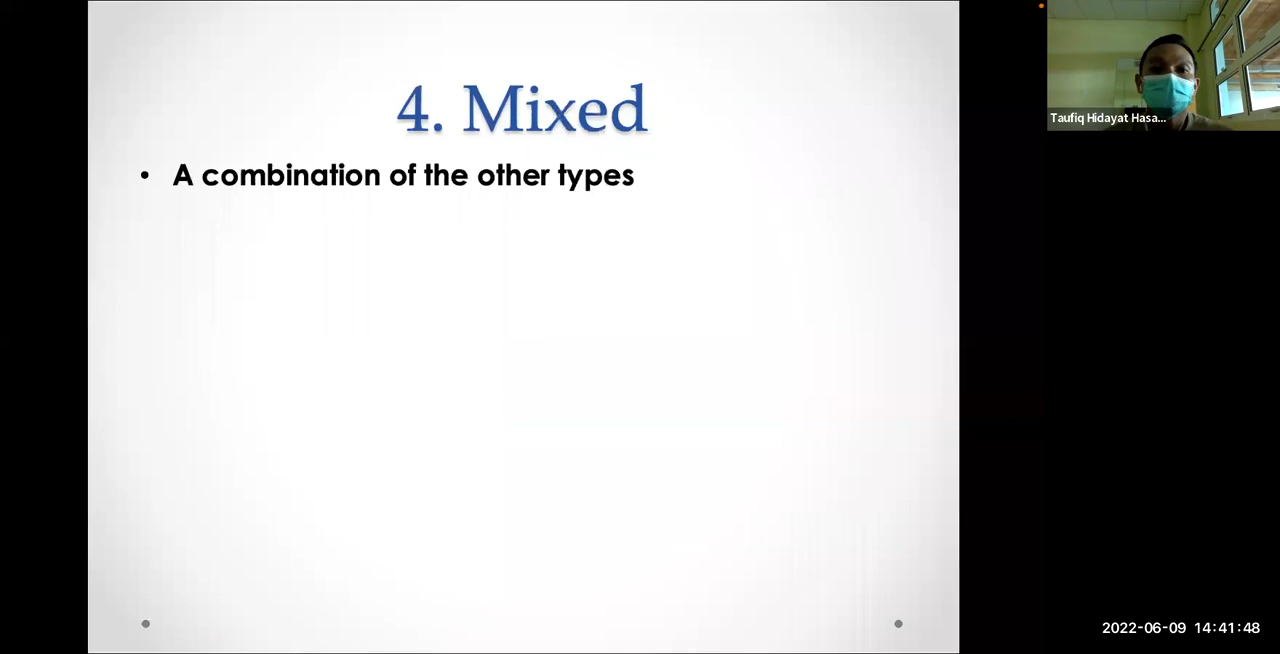 4. Mixed
• A combination of the other types
Taufiq Hidayat Hasa...
2022-06-09 14:41:48